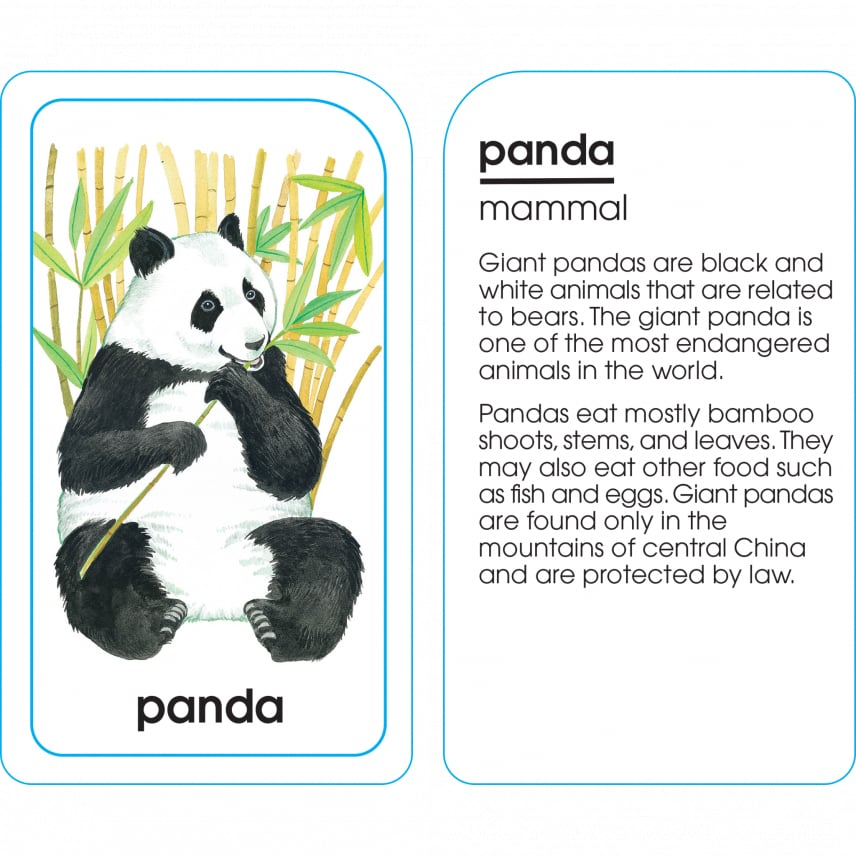 panda
panda
mammal
Giant pandas are black and
white animals that are related
to bears. The giant panda is
one of the most endangered
animals in the world.
Pandas eat mostly bamboo
shoots, stems, and leaves. They
may also eat other food such
as fish and eggs. Giant pandas
are found only in the
mountains of central China
and are protected by law.